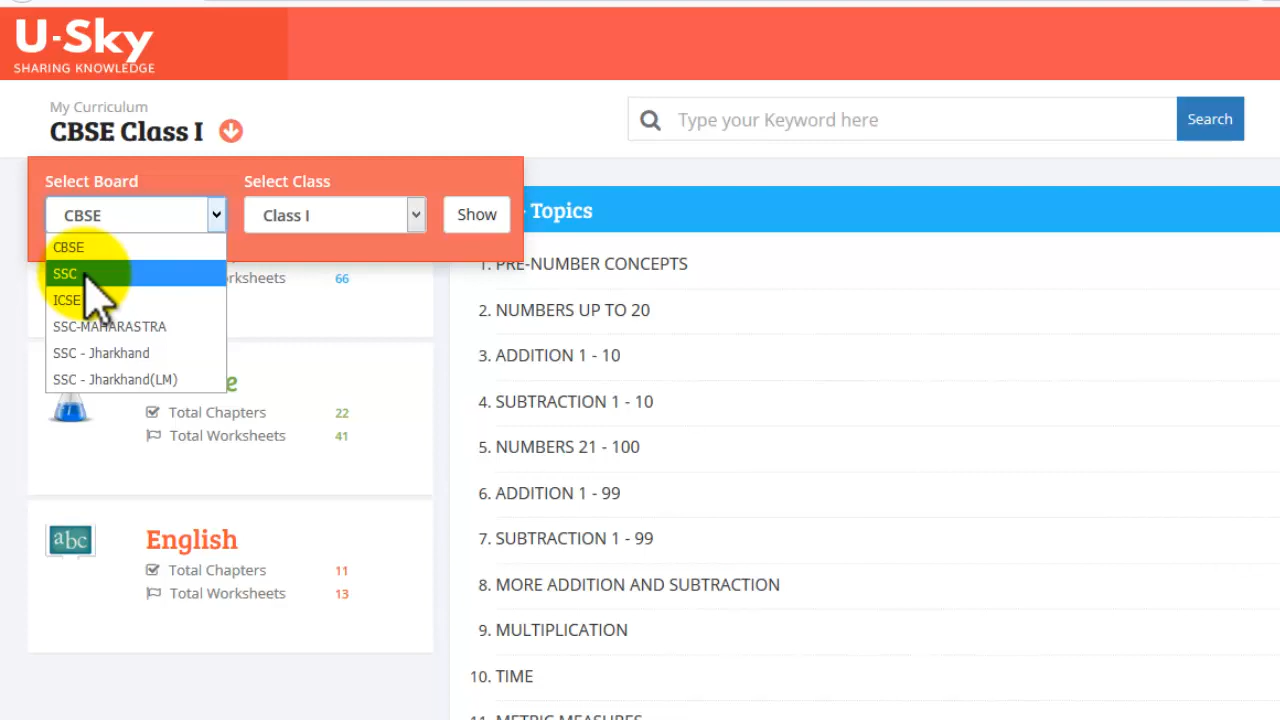 U-Sky
SHARING KNOWLEDGE
My Curriculum
CBSE Class I
Type your Keyword here
Search
Select Board
Select Class
CBSE
Class I
Show
CBSE
SSC
ICSE
SSC-MAHARASTRA
SSC - Jharkhand
SSC - Jharkhand(LM)
66
Total Chapters 22
Total Worksheets 41
abc
English
Total Chapters 11
Total Worksheets 13
- Topics
1. PRE-NUMBER CONCEPTS
2. NUMBERS UP TO 20
3. ADDITION 1 - 10
4. SUBTRACTION 1 - 10
5. NUMBERS 21 - 100
6. ADDITION 1 - 99
7. SUBTRACTION 1 - 99
8. MORE ADDITION AND SUBTRACTION
9. MULTIPLICATION
10. TIME
11. METRIC MEASURES